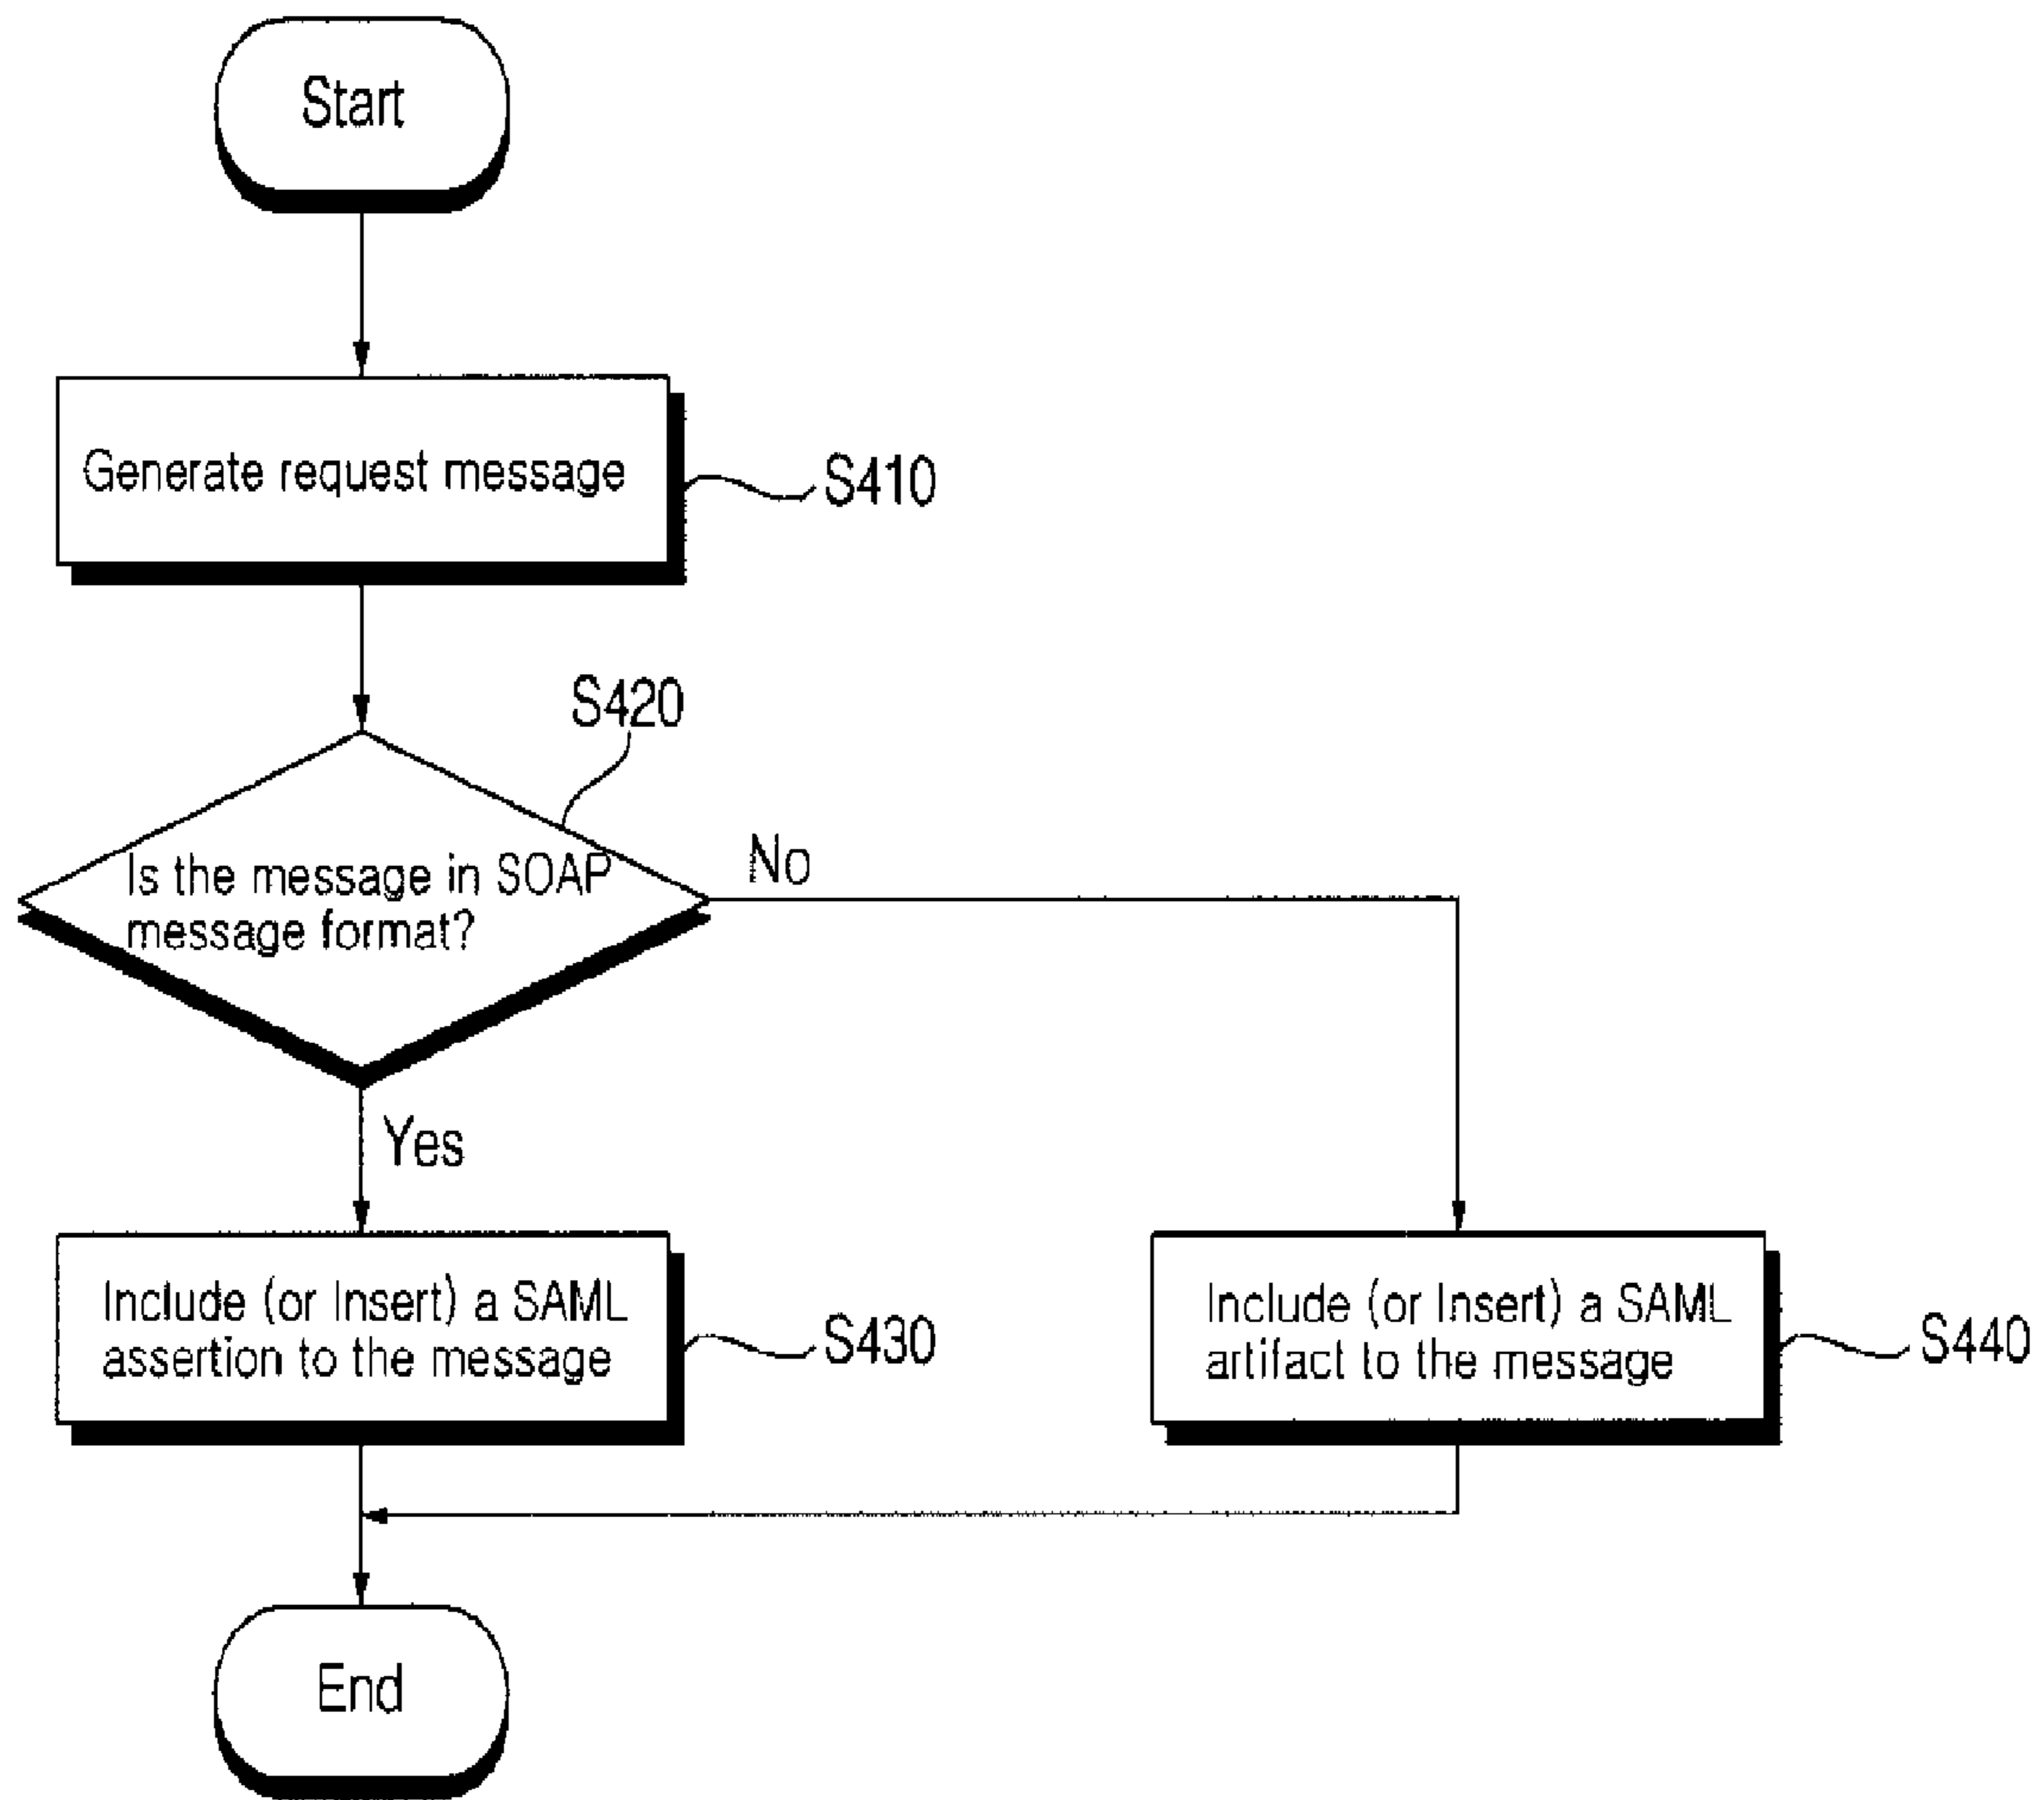 Start
Generate request message
S410
S420
Is the message in SOAP
message format?
No
Yes
Include (or Insert) a SAML
assertion to the message
S430
Include (or Insert) a SAML
artifact to the message
S440
End